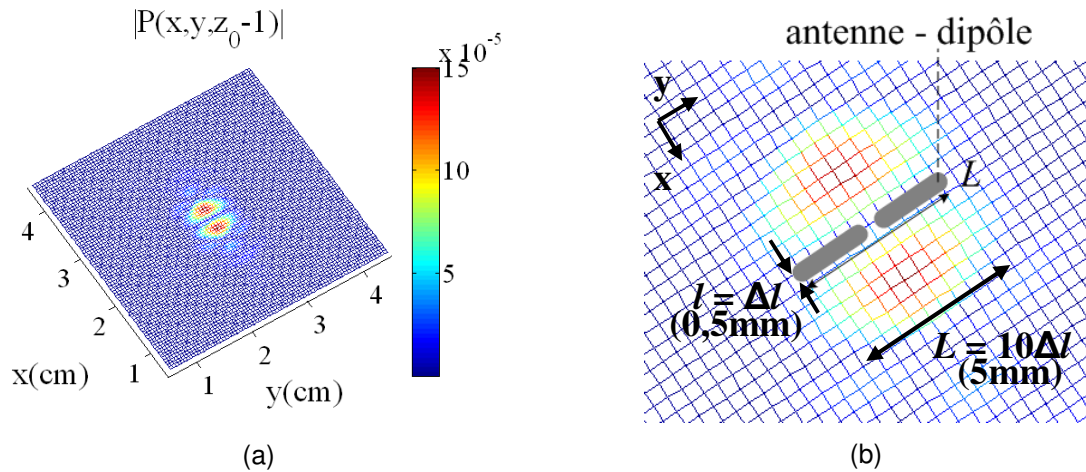 |P(x,y,z0-1)|
x 10-5
15
10
5
4
3
2
1
x(cm)
1
2
3
4
y(cm)
(a)
antenne - dipôle
y
x
L
l = Δl
(0,5mm)
L = 10Δl
(5mm)
(b)